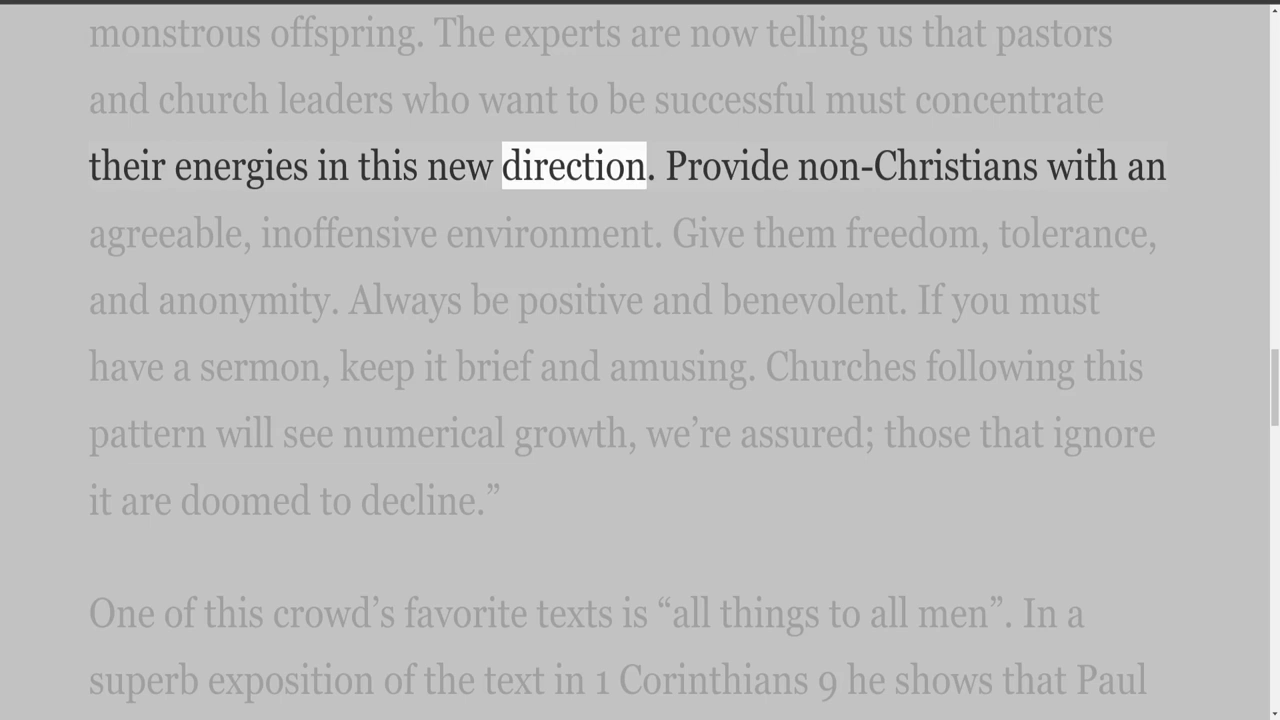 monstrous offspring. The experts are now telling us that pastors
and church leaders who want to be successful must concentrate
their energies in this new direction. Provide non-Christians with an
agreeable, inoffensive environment. Give them freedom, tolerance,
and anonymity. Always be positive and benevolent. If you must
have a sermon, keep it brief and amusing. Churches following this
pattern will see numerical growth, we’re assured; those that ignore
it are doomed to decline.”
One of this crowd’s favorite texts is “all things to all men”. In a
superb exposition of the text in 1 Corinthians 9 he shows that Paul